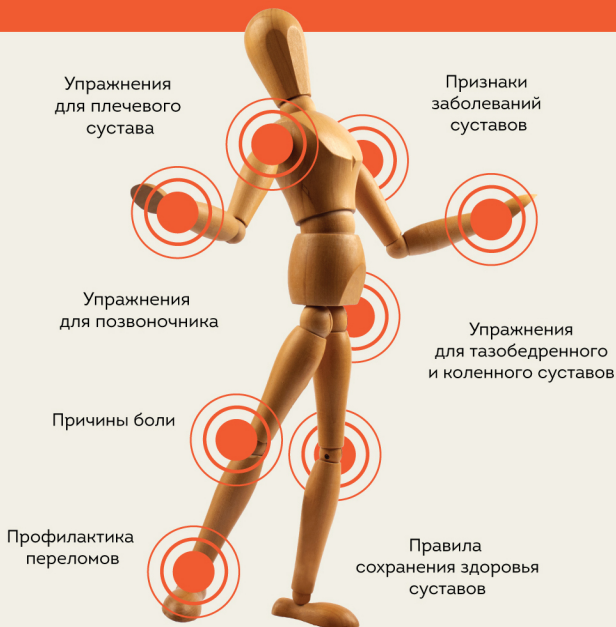 Упражнения
для плечевого
сустава
Признаки
заболеваний
суставов
Упражнения
для позвоночника
Упражнения
для тазобедренного
и коленного суставов
Причины боли
Профилактика
переломов
Правила
сохранения здоровья
суставов